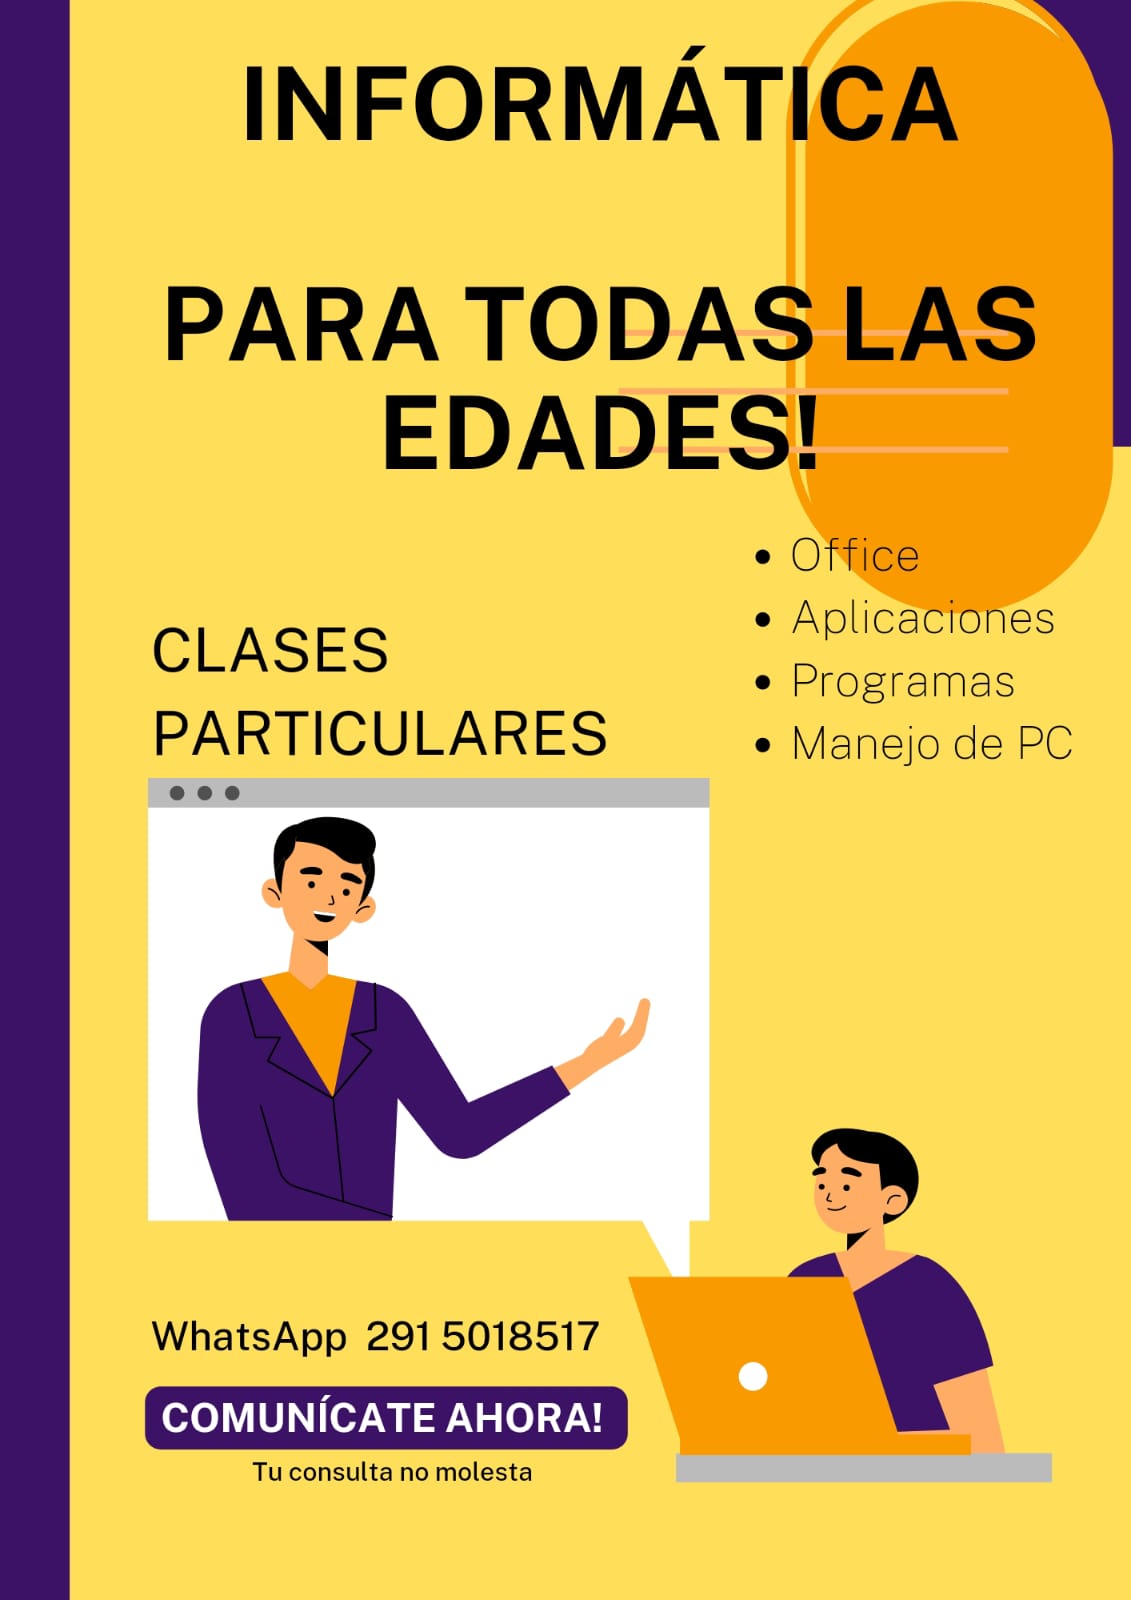 INFORMÁTICA
PARA TODAS LAS
EDADES!
• Office
• Aplicaciones
• Programas
• Manejo de PC
CLASES
PARTICULARES
WhatsApp 291 5018517
COMUNÍCATE AHORA!
Tu consulta no molesta